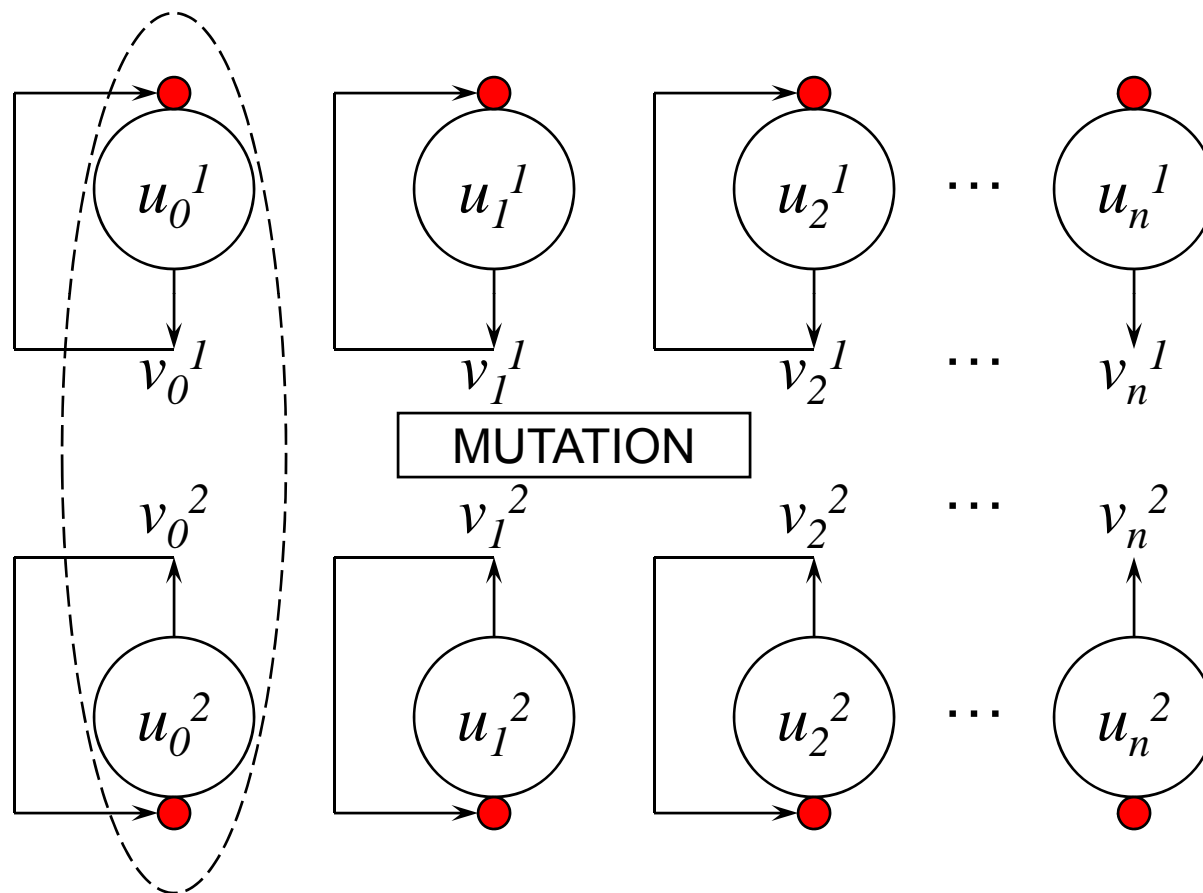 u₀¹ u₁¹ u₂¹ ... uₙ¹
v₀¹ v₁¹ v₂¹ ... vₙ¹
MUTATION
v₀² v₁² v₂² ... vₙ²
u₀² u₁² u₂² ... uₙ²